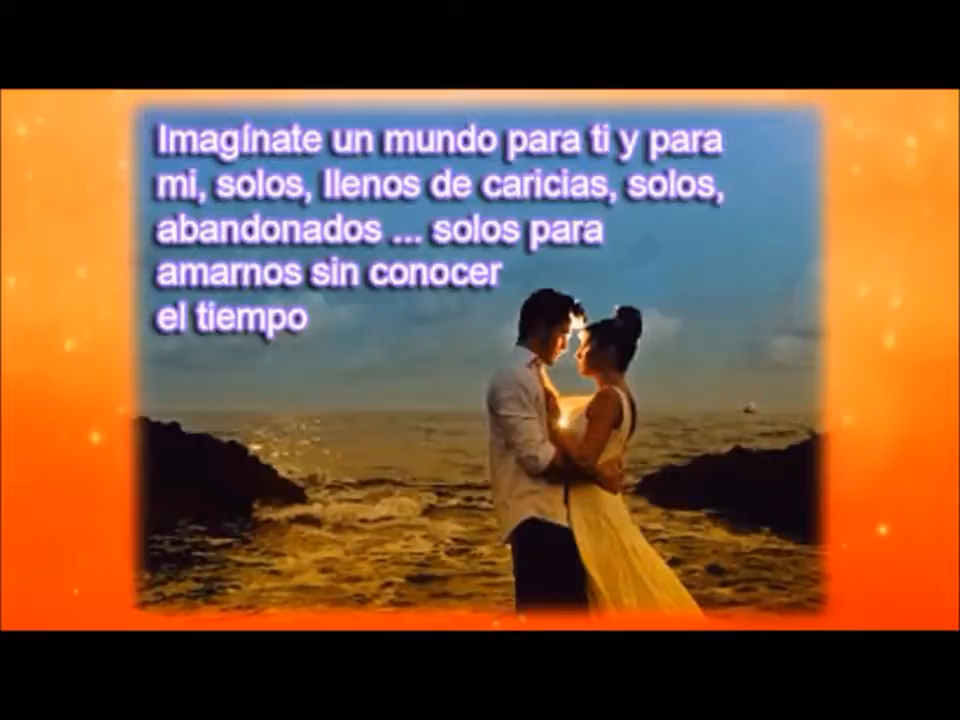 Imagínate un mundo para ti y para
mi, solos, llenos de caricias, solos,
abandonados ... solos para
amarnos sin conocer
el tiempo